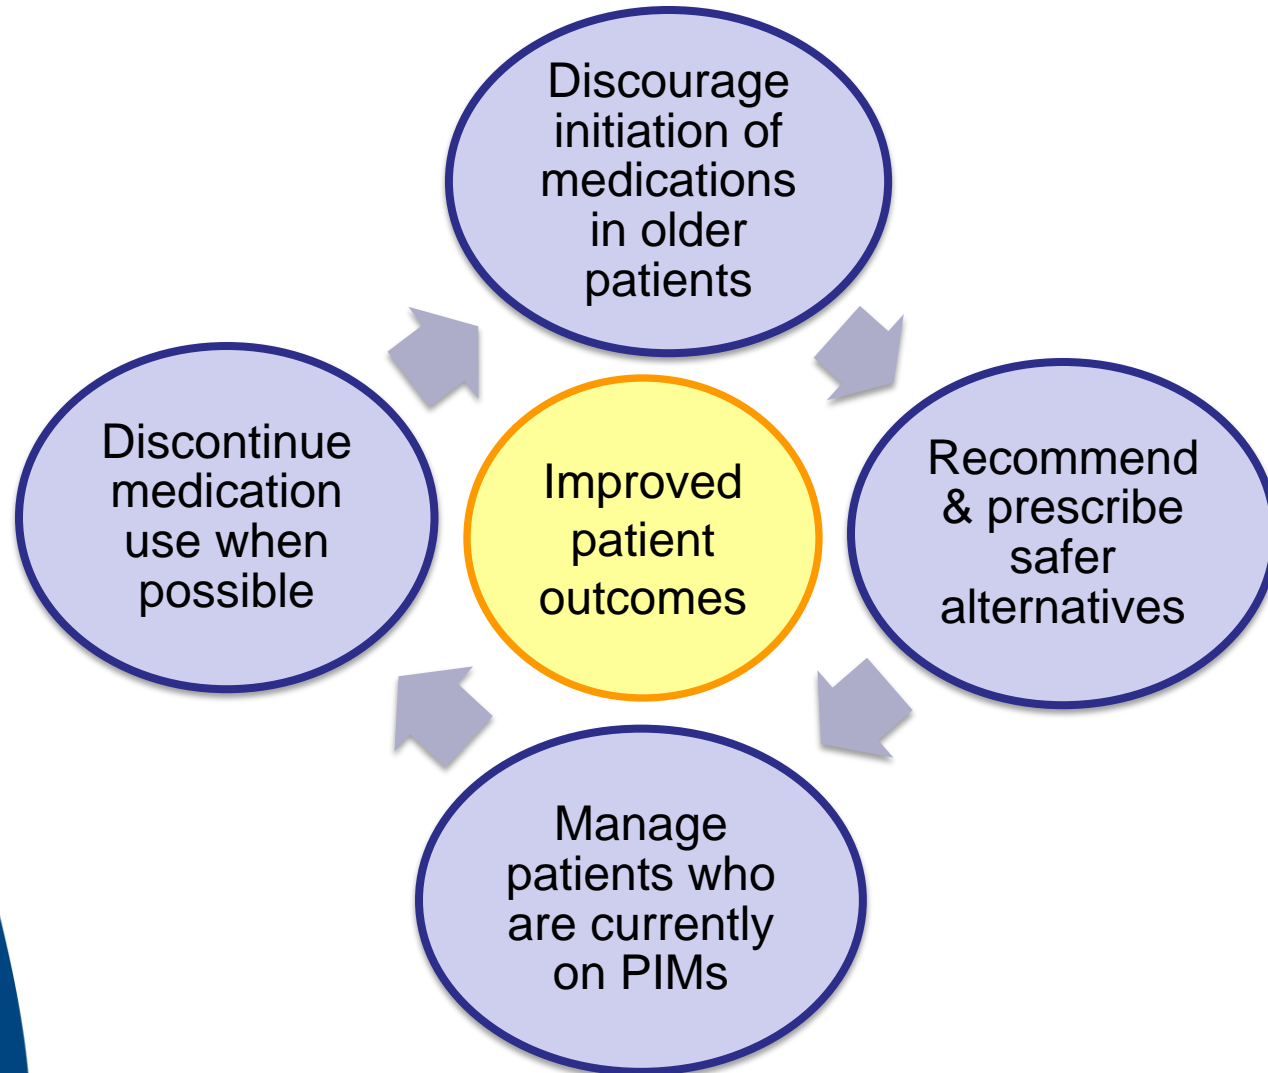 Discourage
initiation of
medications
in older
patients
Recommend
& prescribe
safer
alternatives
Manage
patients who
are currently
on PIMs
Discontinue
medication
use when
possible
Improved
patient
outcomes